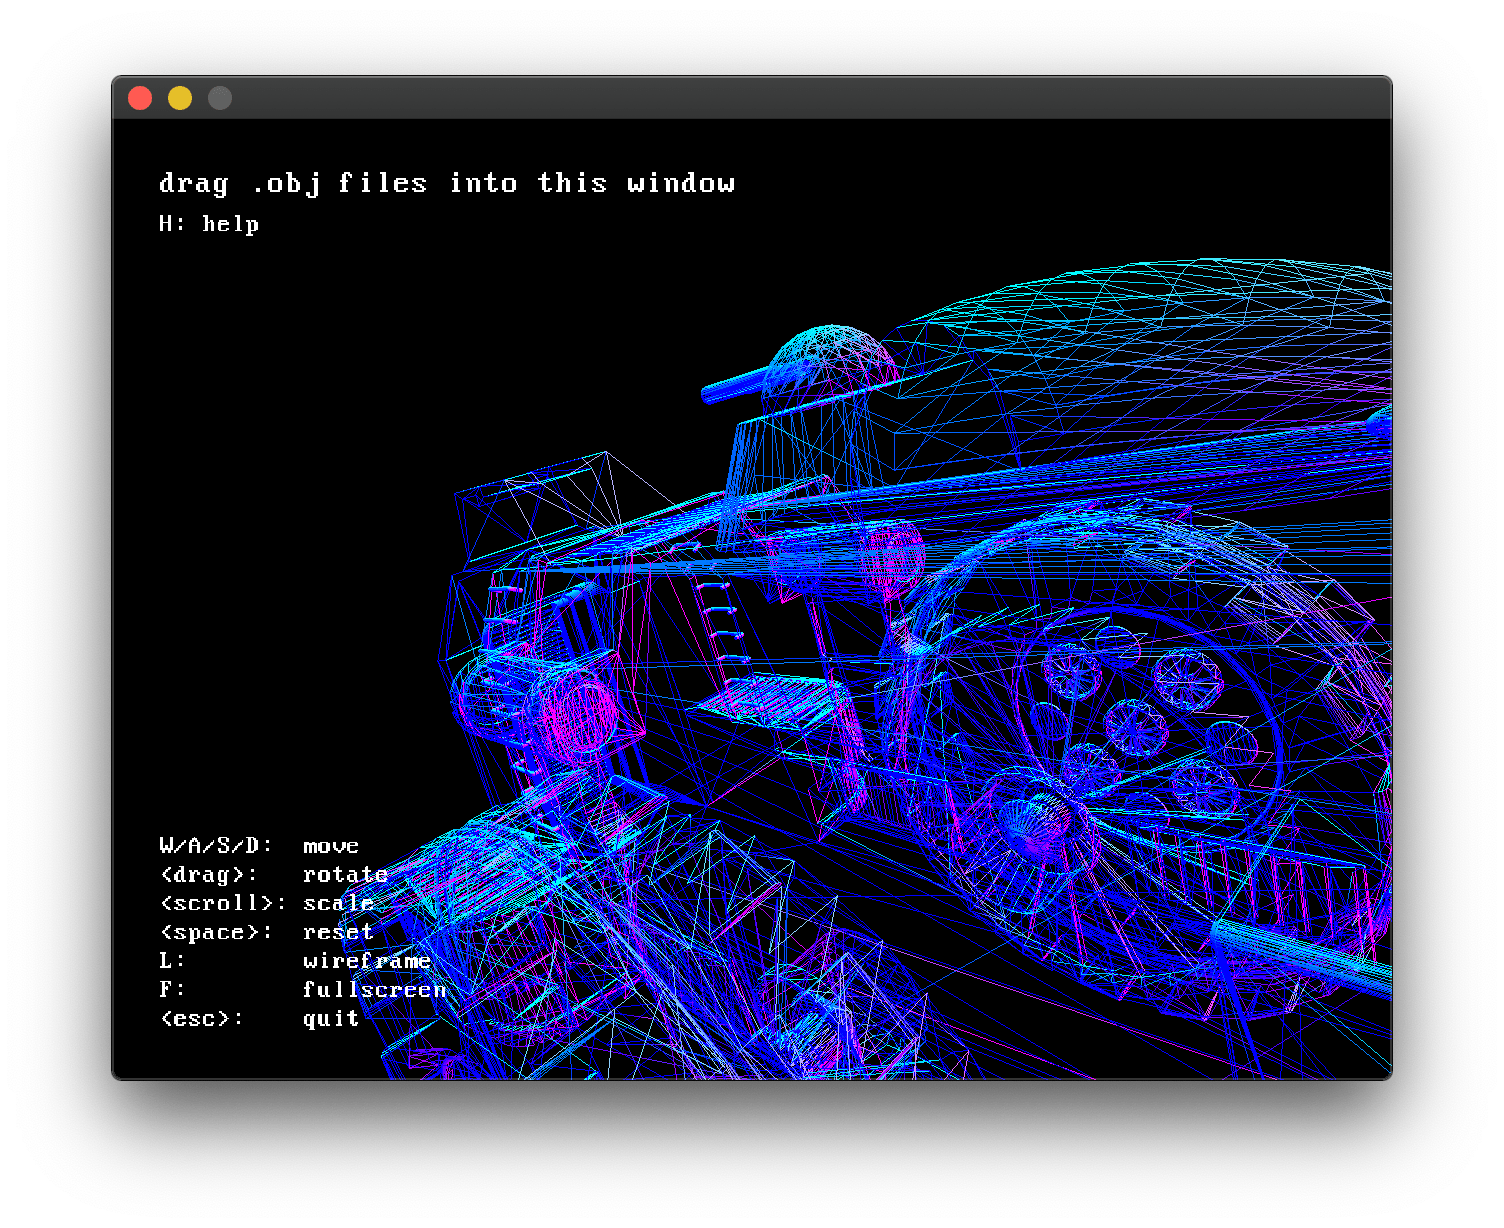 drag .obj files into this window
H: help
W/A/S/D: move
<drag>: rotate
<scroll>: scale
<space>: reset
L: wireframe
F: fullscreen
<esc>: quit